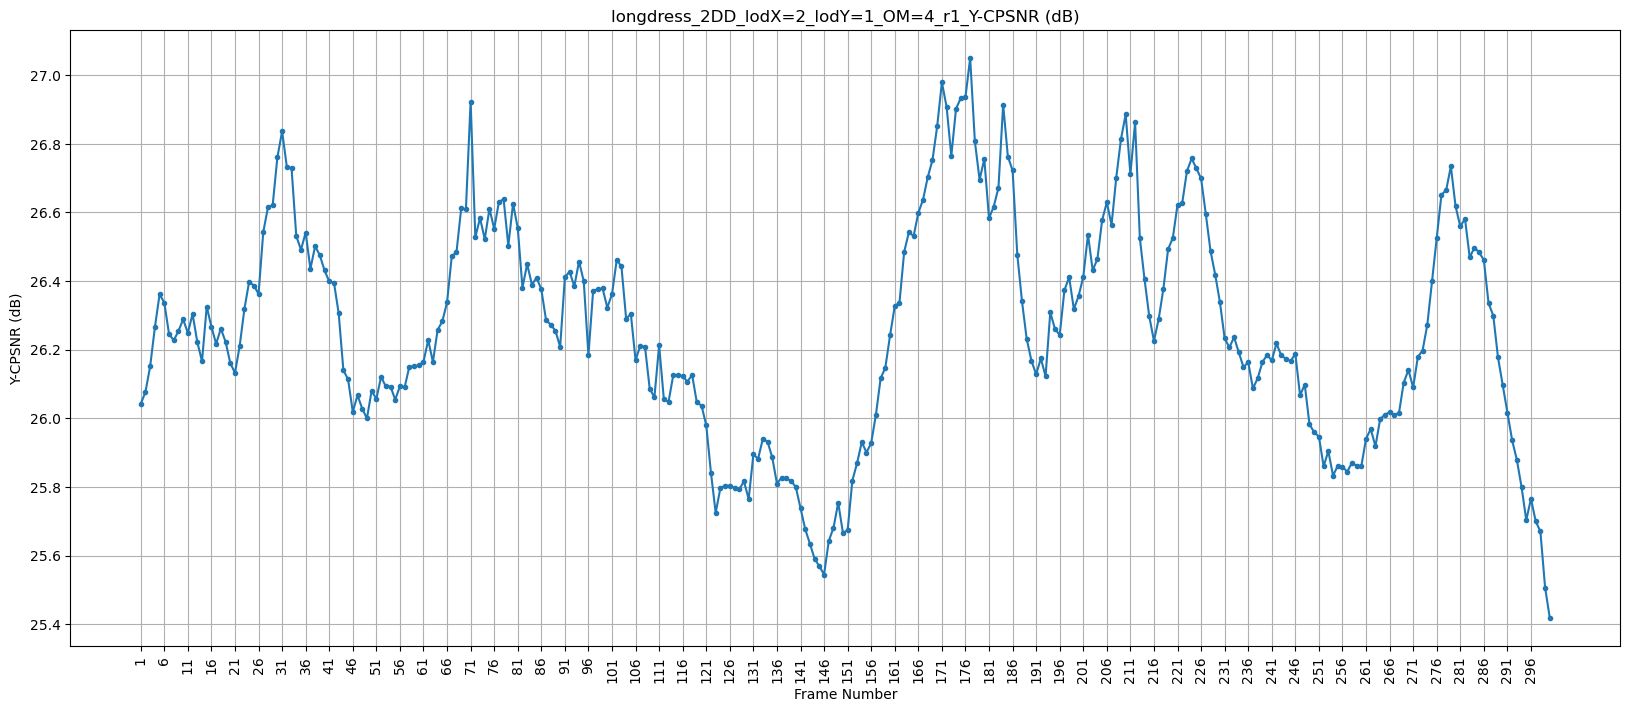 longdress_2DD_lodX=2_lodY=1_OM=4_r1_Y-CPSNR (dB)
27.0
26.8
26.6
26.4
26.2
26.0
25.8
25.6
25.4
Y-CPSNR (dB)
1 6 11 16 21 26 31 36 41 46 51 56 61 66 71 76 81 86 91 96 101 106 111 116 121 126 131 136 141 146 151 156 161 166 171 176 181 186 191 196 201 206 211 216 221 226 231 236 241 246 251 256 261 266 271 276 281 286 291 296
Frame Number